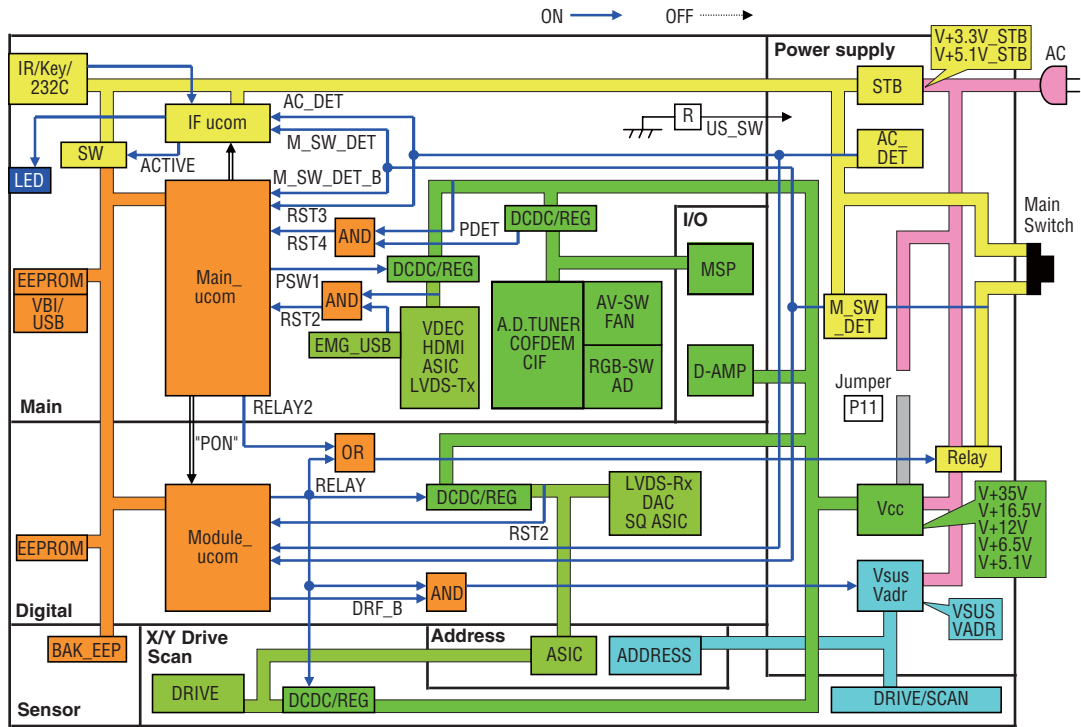 ON
OFF
Power supply
V+3.3V_STB
V+5.1V_STB
AC
IR/Key/
232C
STB
AC_DET
IF ucom
R
US_SW
M_SW_DET
AC_
DET
SW
ACTIVE
LED
M_SW_DET_B
Main
Switch
RST3
RST4
AND
PDET
DCDC/REG
I/O
Main_
ucom
EEPROM
VBI/
USB
PSW1
DCDC/REG
MSP
AND
RST2
M_SW
_DET
VDEC
HDMI
ASIC
LVDS-Tx
EMG_USB
A.D.TUNER
COFDEM
CIF
AV-SW
FAN
RGB-SW
AD
D-AMP
Jumper
P11
Main
RELAY2
"PON"
OR
Relay
RELAY
DCDC/REG
LVDS-Rx
DAC
SQ ASIC
Vcc
V+35V
V+16.5V
V+12V
V+6.5V
V+5.1V
RST2
Module_
ucom
EEPROM
Vsus
Vadr
AND
DRF_B
VSUS
VADR
Digital
BAK_EEP
X/Y Drive
Scan
Address
ASIC
ADDRESS
DRIVE
DCDC/REG
DRIVE/SCAN
Sensor